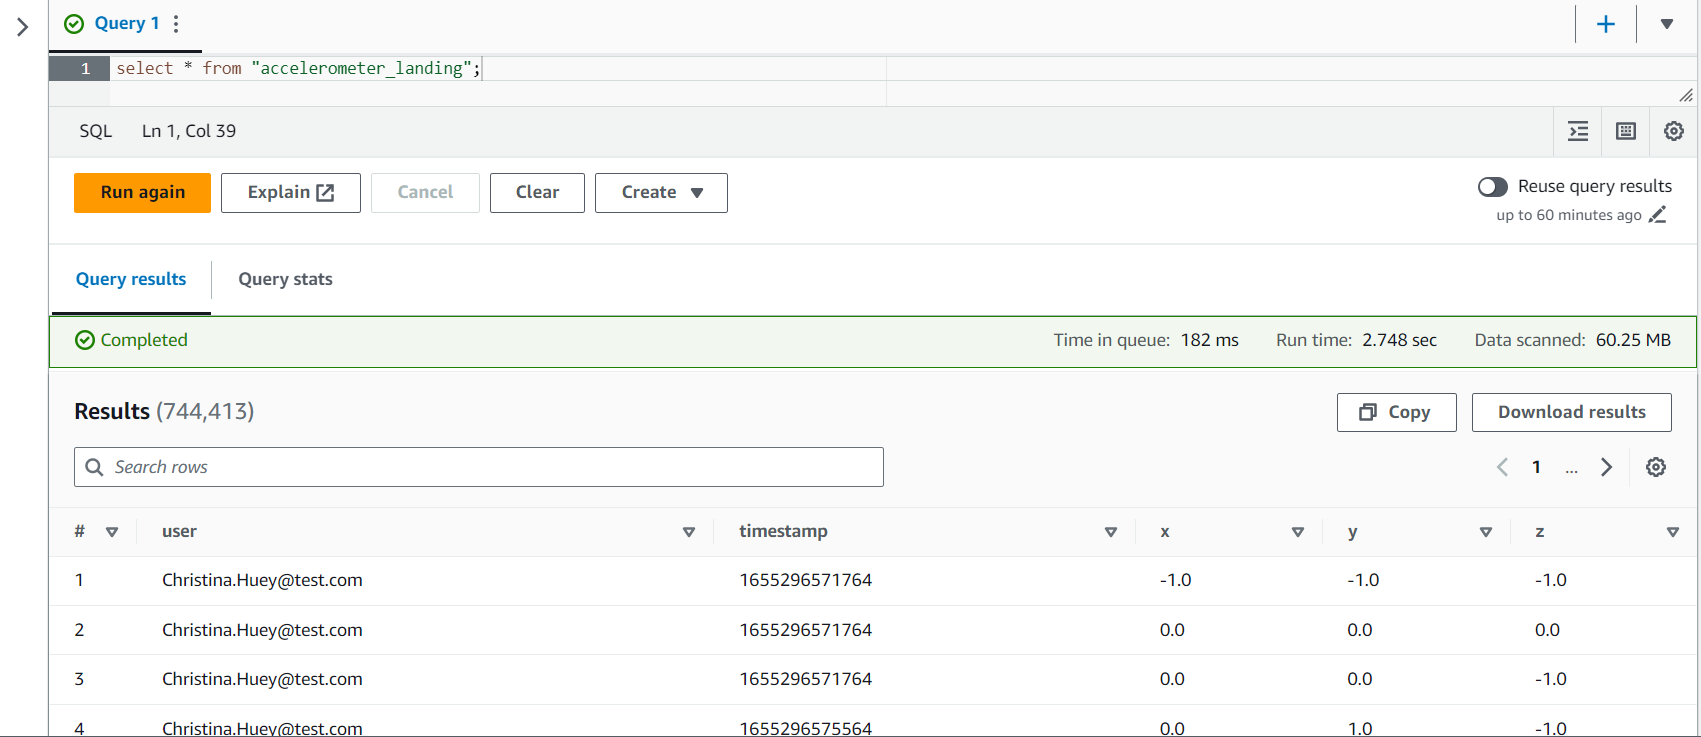 Query 1
1 select * from "accelerometer_landing";
SQL Ln 1, Col 39
Run again Explain Cancel Clear Create
Reuse query results
up to 60 minutes ago
Query results Query stats
Completed Time in queue: 182 ms Run time: 2.748 sec Data scanned: 60.25 MB
Results (744,413) Copy Download results
Search rows 1 ...
# user timestamp x y z
1 Christina.Huey@test.com 1655296571764 -1.0 -1.0 -1.0
2 Christina.Huey@test.com 1655296571764 0.0 0.0 0.0
3 Christina.Huey@test.com 1655296571764 0.0 0.0 -1.0
4 Christina.Huey@test.com 1655296575564 0.0 1.0 -1.0